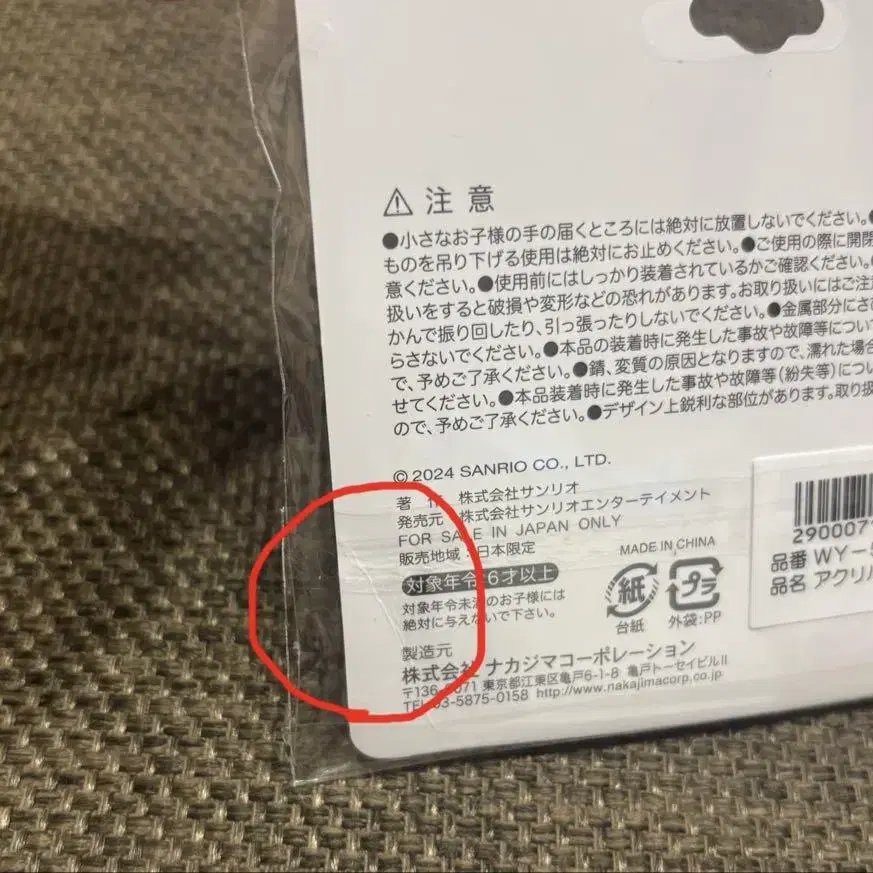 ⚠ 注意
●小さなお子様の手の届くところには絶対に放置しないでください。●
ものを吊り下げる使用は絶対にお止めください。●ご使用の際に開閉
意ください。●使用前にはしっかり装着されているかご確認ください。
扱いをすると破損や変形などの恐れがあります。お取り扱いにはご注
かんで振り回したり、引っ張ったりしないでください。●金属部分にさ
らさないでください。●本品の装着時に発生した事故や故障等につい
で、予めご了承ください。●錆、変質の原因となりますので、濡れた場合
せてください。●本品装着時に発生した事故や故障等(紛失等)につい
ので、予めご了承ください。●デザイン上鋭利な部位があります。取り扱
© 2024 SANRIO CO., LTD.
著 作 株式会社サンリオ
発売元 株式会社サンリオエンターテイメント
FOR SALE IN JAPAN ONLY
販売地域:日本限定
対象年令6才以上
対象年令未満のお子様には
絶対に与えないで下さい。
MADE IN CHINA
紙
台紙
プラ
外袋:PP
製造元
株式会社 ナカジマコーポレーション
〒136-0071 東京都江東区亀戸6-1-8 亀戸トーセイビルII
TEL 03-5875-0158 http://www.nakajimacorp.co.jp
290007
品番 WY-5
品名 アクリル